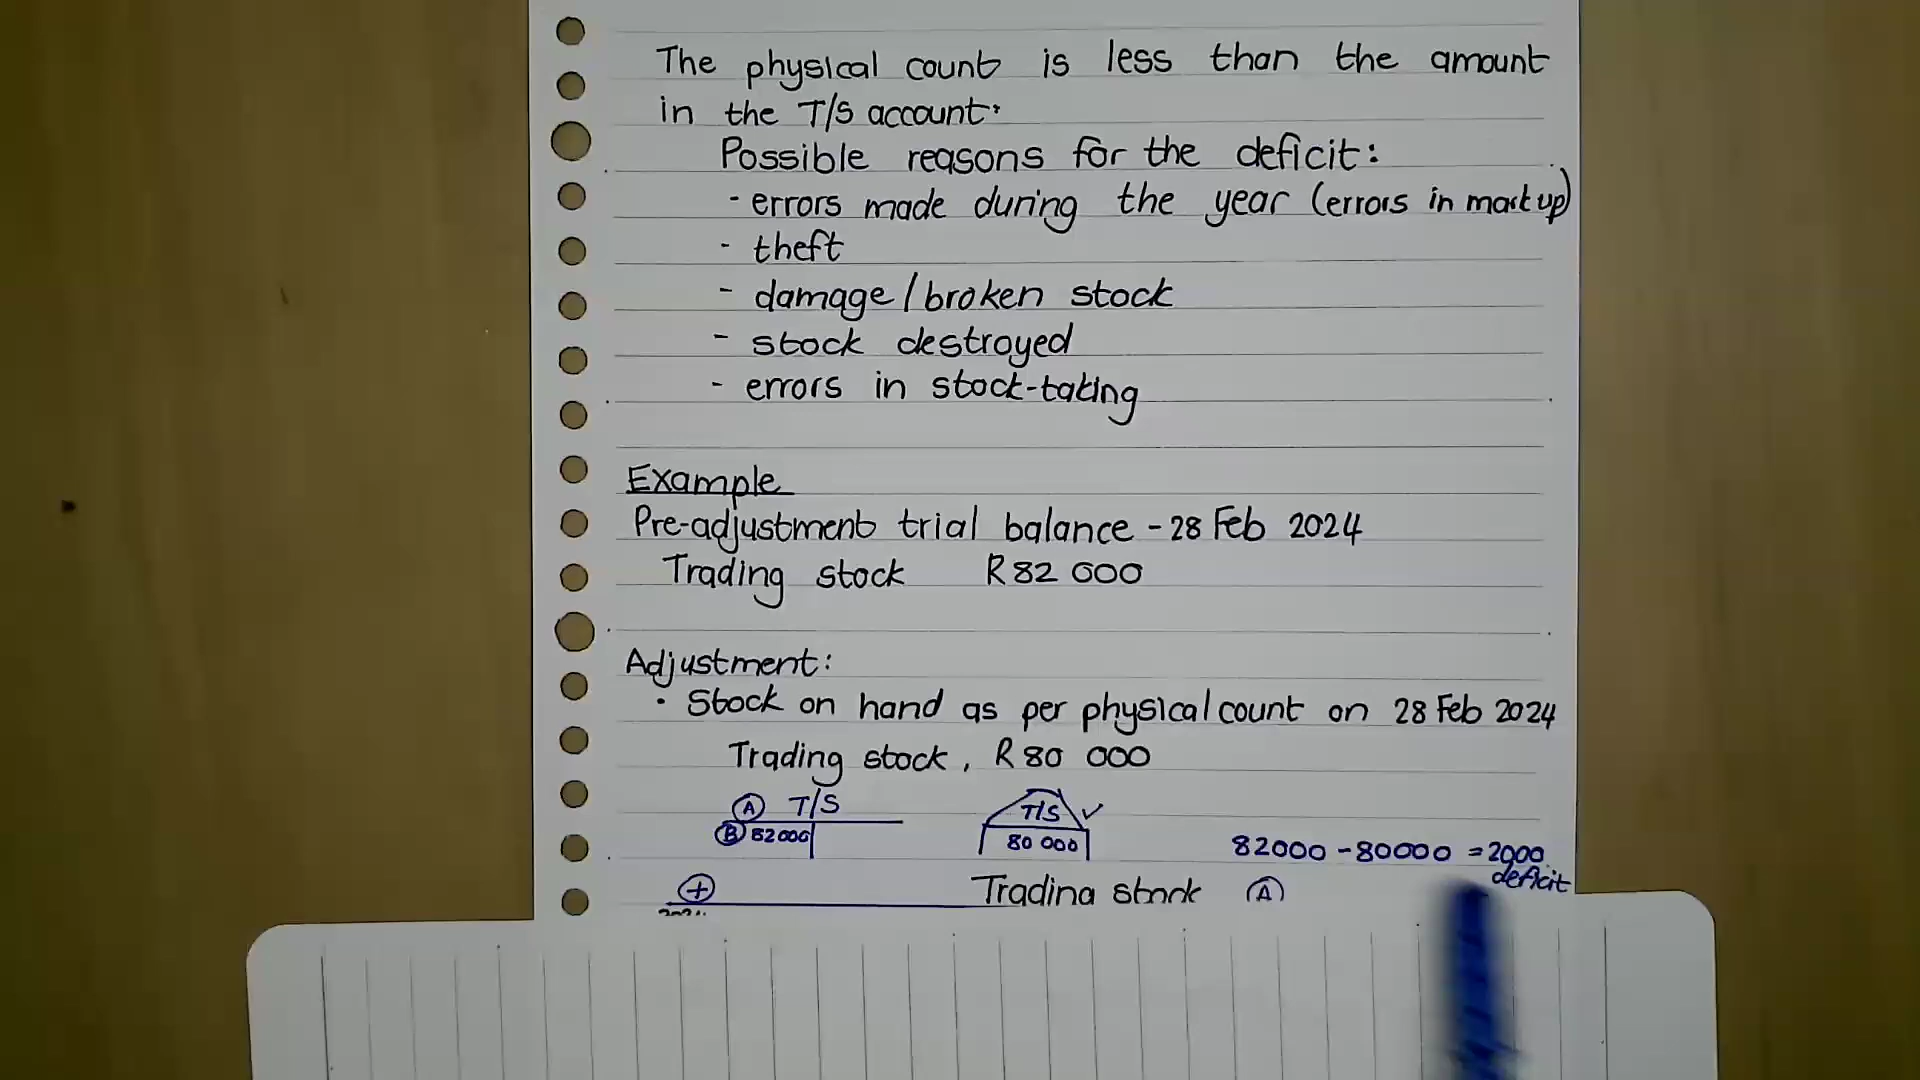 The physical count is less than the amount
in the T/S account:
Possible reasons for the deficit:
- errors made during the year (errors in mark up)
- theft
- damage/broken stock
- stock destroyed
- errors in stock-taking
Example
Pre-adjustment trial balance - 28 Feb 2024
Trading stock R82 000
Adjustment:
• Stock on hand as per physical count on 28 Feb 2024
Trading stock, R80 000
A T/S
B 82 000
T/S ✓
80 000
82000 - 80000 = 2000
deficit
+ Trading stock A